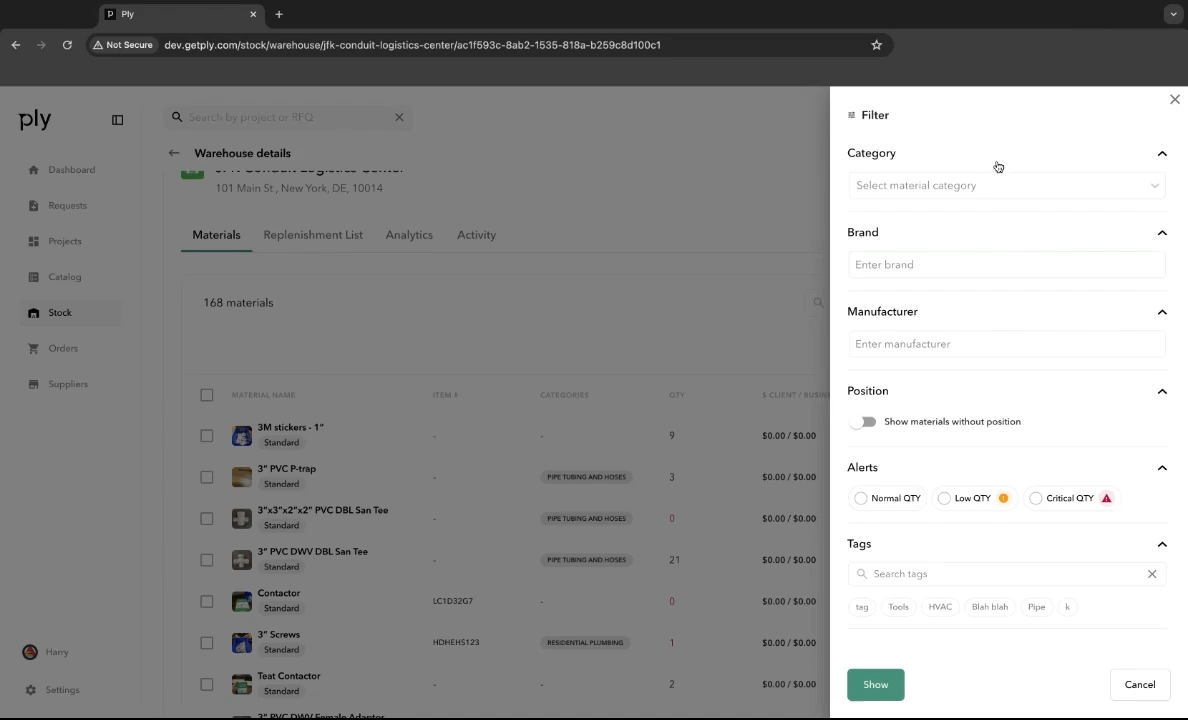 Ply
Not Secure
dev.getply.com/stock/warehouse/jfk-conduit-logistics-center/ac1f593c-8ab2-1535-818a-b259c8d100c1
ply
Search by project or RFQ
Warehouse details
101 Main St , New York, DE, 10014
Dashboard
Requests
Projects
Catalog
Stock
Orders
Suppliers
Harry
Settings
Materials Replenishment List Analytics Activity
168 materials
MATERIAL NAME ITEM # CATEGORIES QTY $ CLIENT / BUSIN
3M stickers - 1" - - 9 $0.00 / $0.00
Standard
3" PVC P-trap - PIPE TUBING AND HOSES 3 $0.00 / $0.00
Standard
3"x3"x2"x2" PVC DBL San Tee - PIPE TUBING AND HOSES 0 $0.00 / $0.00
Standard
3" PVC DWV DBL San Tee - PIPE TUBING AND HOSES 21 $0.00 / $0.00
Standard
Contactor LC1D32G7 - 0 $0.00 / $0.00
Standard
3" Screws HDHEHS123 RESIDENTIAL PLUMBING 1 $0.00 / $0.00
Standard
Teat Contactor - - 2 $0.00 / $0.00
Standard
3" PVC DWV Female Adapter
Filter
Category
Select material category
Brand
Enter brand
Manufacturer
Enter manufacturer
Position
Show materials without position
Alerts
Normal QTY Low QTY Critical QTY
Tags
Search tags
tag Tools HVAC Blah blah Pipe k
Show Cancel